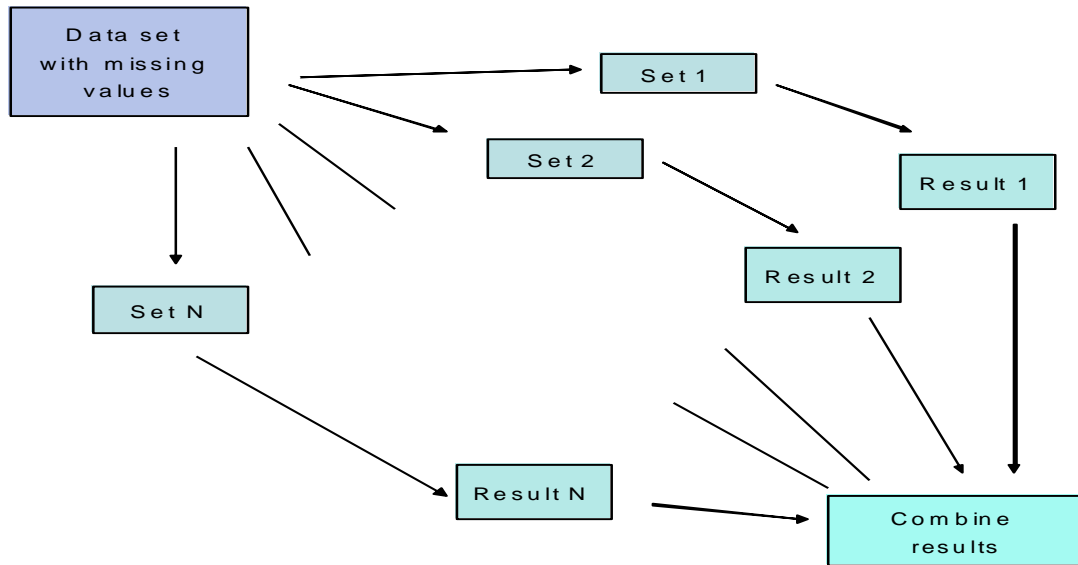 Data set
with missing
values
Set 1
Set 2
Result 1
Result 2
Set N
Result N
Combine
results